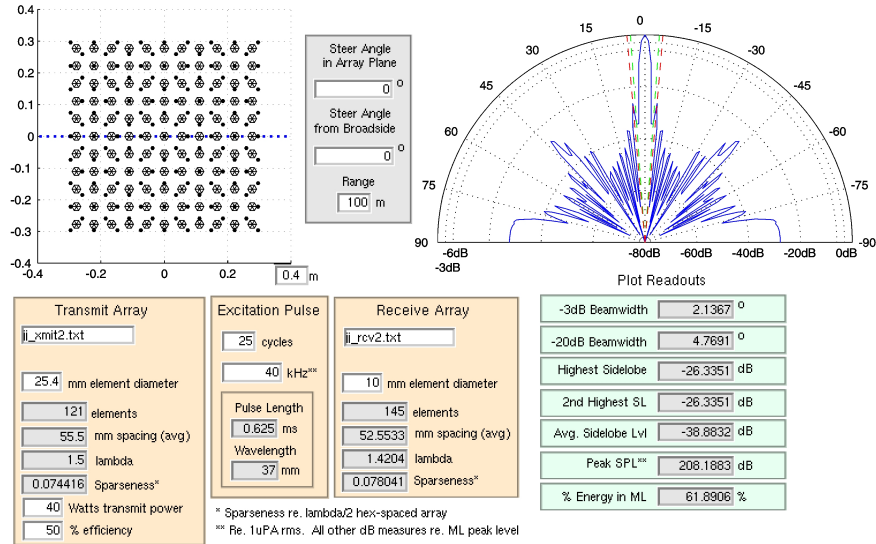 0.4
0.3
0.2
0.1
0
-0.1
-0.2
-0.3
-0.4
-0.4
-0.2
0
0.2
0.4 m
Steer Angle
in Array Plane
0 o
Steer Angle
from Broadside
0 o
Range
100 m
90
75
60
45
30
15
0
-15
-30
-45
-60
-75
-90
-6dB
-3dB
-80dB
-60dB
-40dB
-20dB
0dB
Plot Readouts
Transmit Array
jj_xmit2.txt
25.4 mm element diameter
121 elements
55.5 mm spacing (avg)
1.5 lambda
0.074416 Sparseness*
40 Watts transmit power
50 % efficiency
Excitation Pulse
25 cycles
40 kHz**
Pulse Length
0.625 ms
Wavelength
37 mm
Receive Array
jj_rcv2.txt
10 mm element diameter
145 elements
52.5533 mm spacing (avg)
1.4204 lambda
0.078041 Sparseness*
* Sparseness re. lambda/2 hex-spaced array
** Re. 1uPA rms. All other dB measures re. ML peak level
-3dB Beamwidth 2.1367 o
-20dB Beamwidth 4.7691 o
Highest Sidelobe -26.3351 dB
2nd Highest SL -26.3351 dB
Avg. Sidelobe Lvl -38.8832 dB
Peak SPL** 208.1883 dB
% Energy in ML 61.8906 %